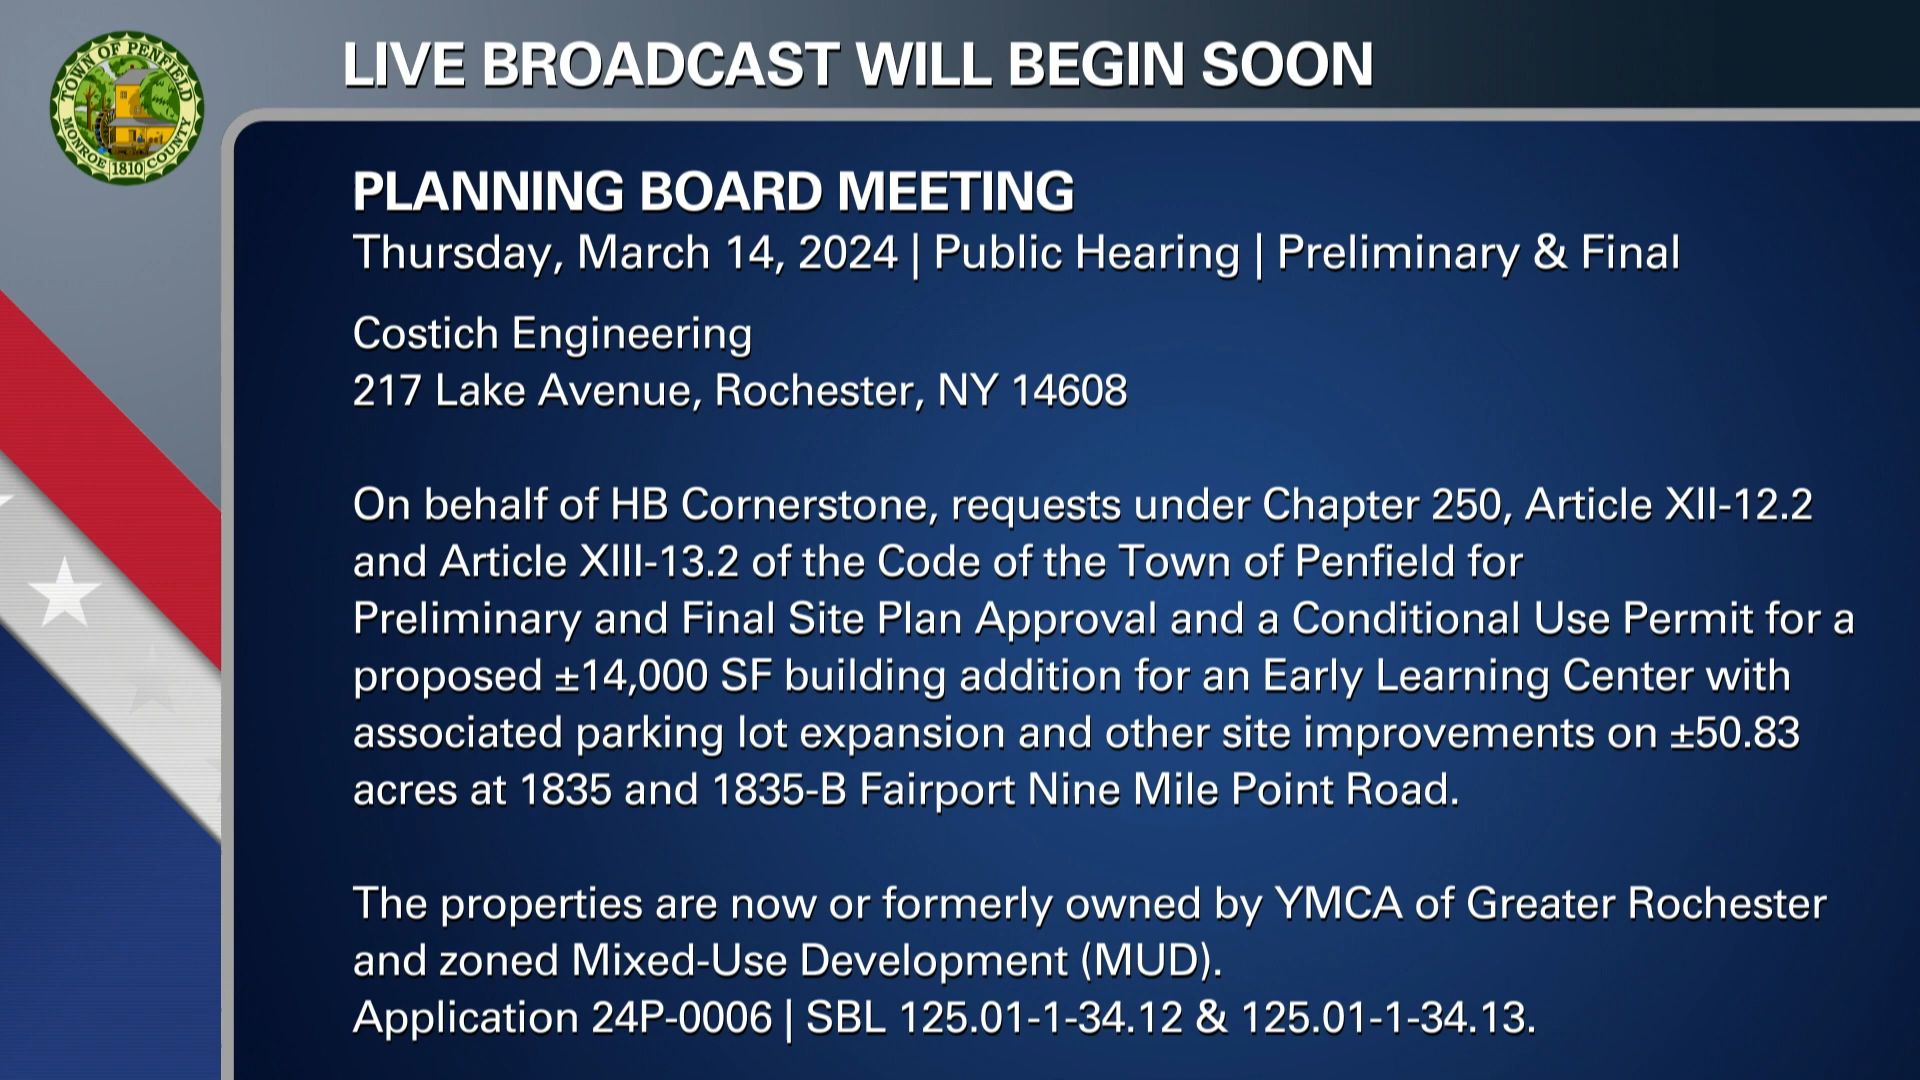 TOWN OF PENFIELD
MONROE COUNTY
1810
LIVE BROADCAST WILL BEGIN SOON
PLANNING BOARD MEETING
Thursday, March 14, 2024 | Public Hearing | Preliminary & Final
Costich Engineering
217 Lake Avenue, Rochester, NY 14608
On behalf of HB Cornerstone, requests under Chapter 250, Article XII-12.2
and Article XIII-13.2 of the Code of the Town of Penfield for
Preliminary and Final Site Plan Approval and a Conditional Use Permit for a
proposed ±14,000 SF building addition for an Early Learning Center with
associated parking lot expansion and other site improvements on ±50.83
acres at 1835 and 1835-B Fairport Nine Mile Point Road.
The properties are now or formerly owned by YMCA of Greater Rochester
and zoned Mixed-Use Development (MUD).
Application 24P-0006 | SBL 125.01-1-34.12 & 125.01-1-34.13.